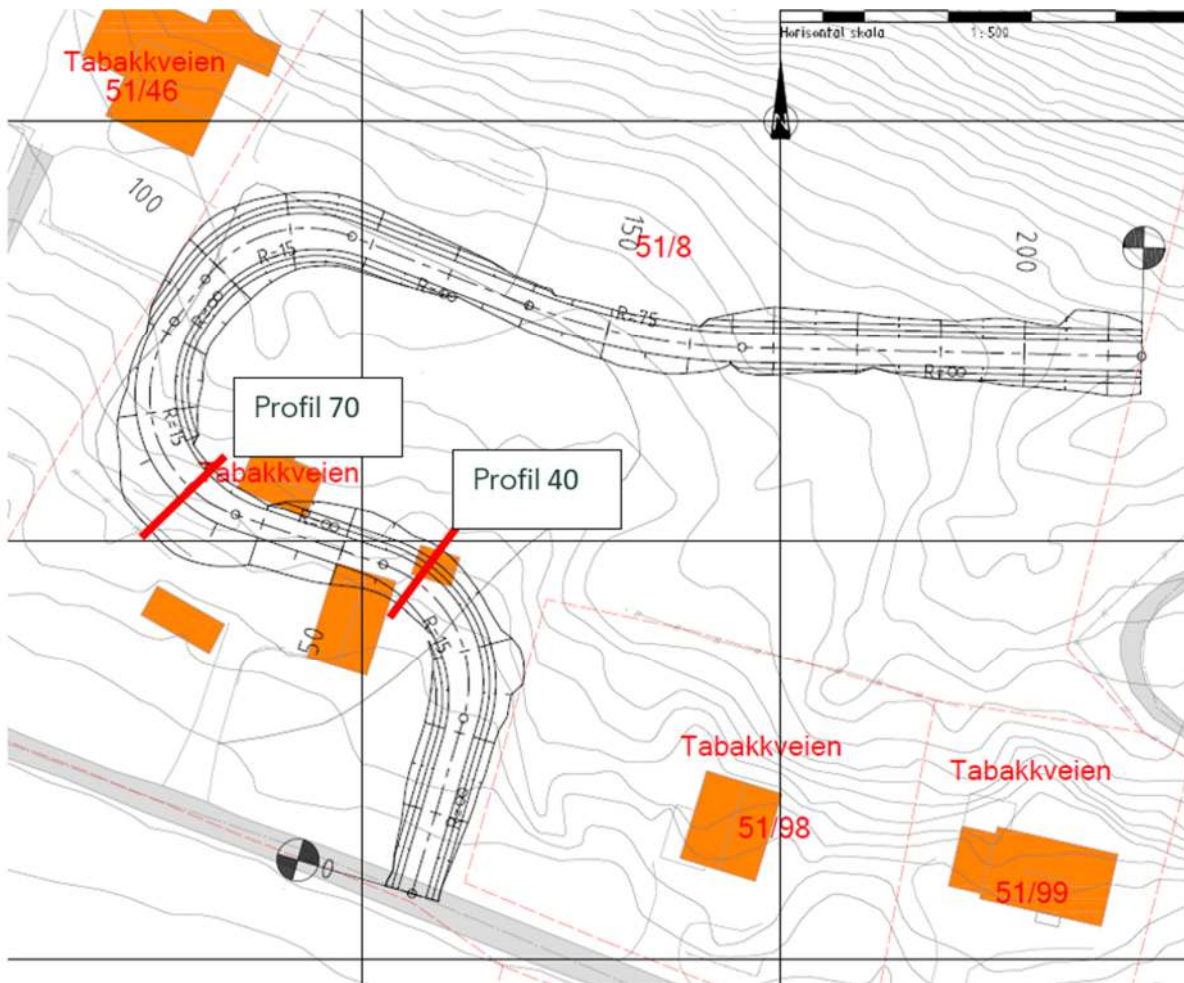 Horisontal skala 1:500
Tabakkveien
51/46
N
100
150
51/8
200
R=15
R=∞
R=40
R=75
R=∞
R=15
Profil 70
Tabakkveien
Profil 40
R=∞
R=15
50
R=∞
Tabakkveien
51/98
Tabakkveien
51/99
0